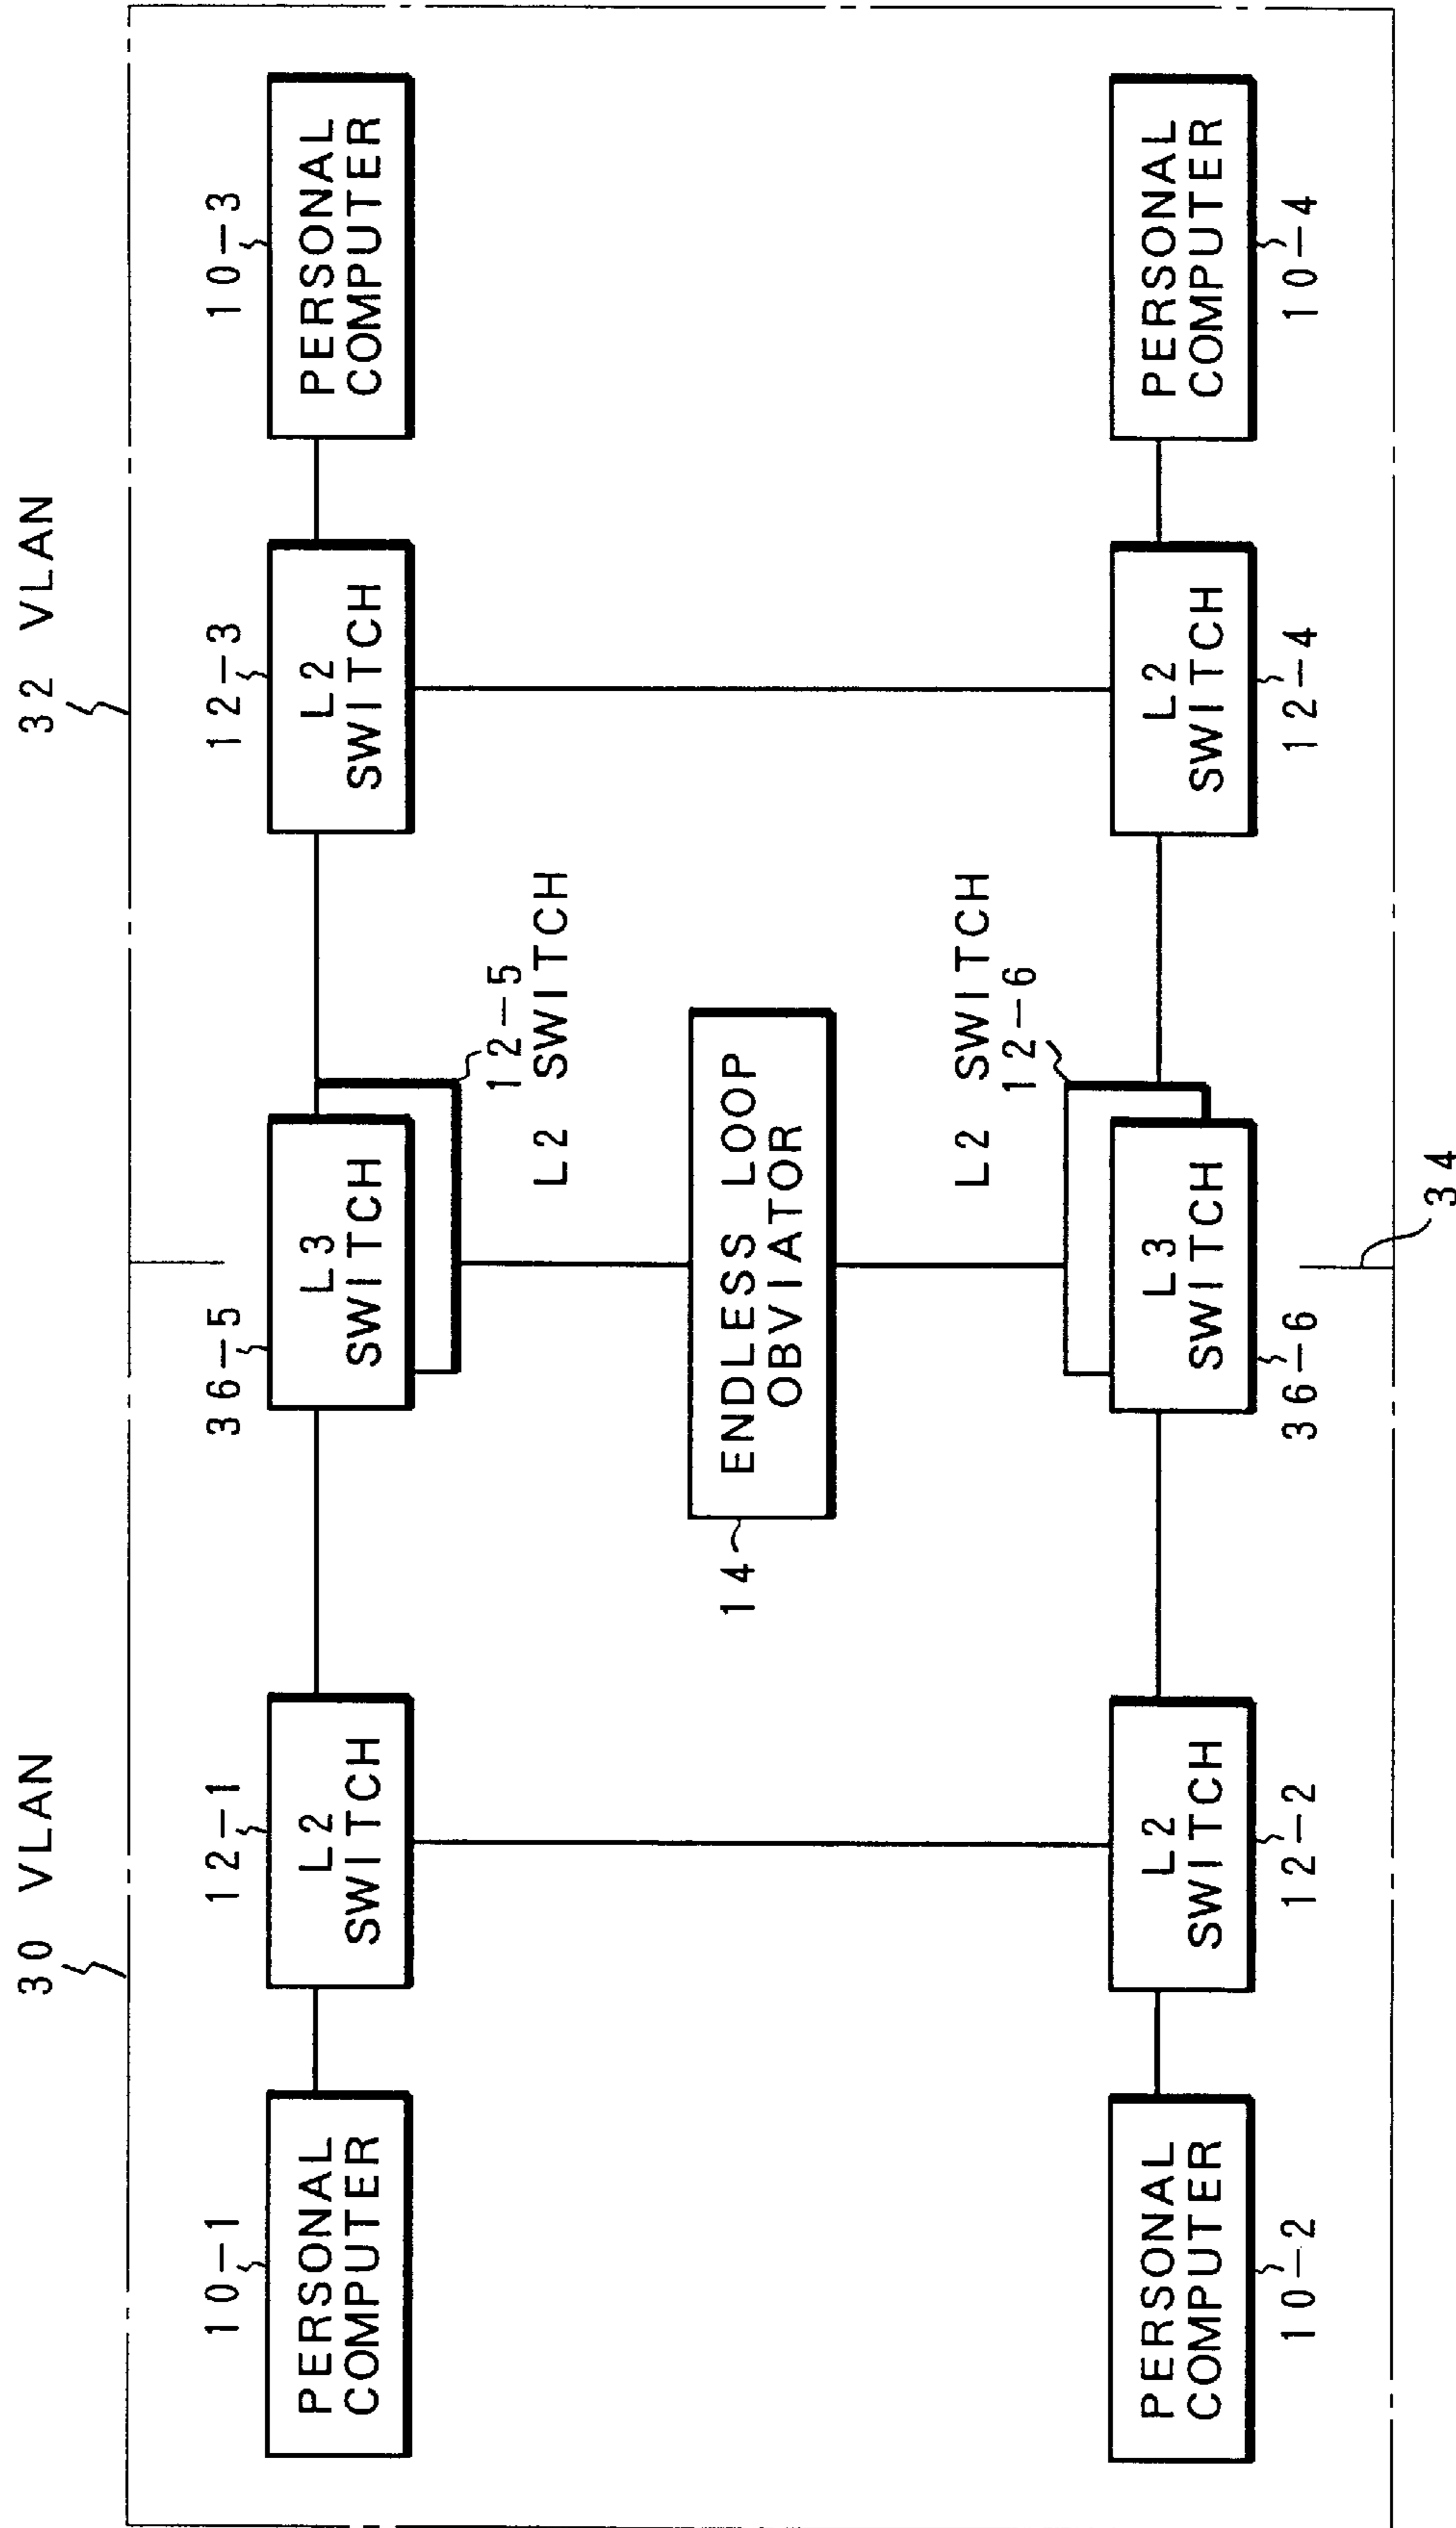 30 VLAN
32 VLAN
10-1
12-1
36-5
12-3
10-3
PERSONAL
COMPUTER
L2
SWITCH
L3
SWITCH
L2
SWITCH
PERSONAL
COMPUTER
12-5
L2 SWITCH
14
ENDLESS LOOP
OBVIATOR
L2 SWITCH
12-6
PERSONAL
COMPUTER
L2
SWITCH
L3
SWITCH
L2
SWITCH
PERSONAL
COMPUTER
10-2
12-2
36-6
12-4
10-4
34